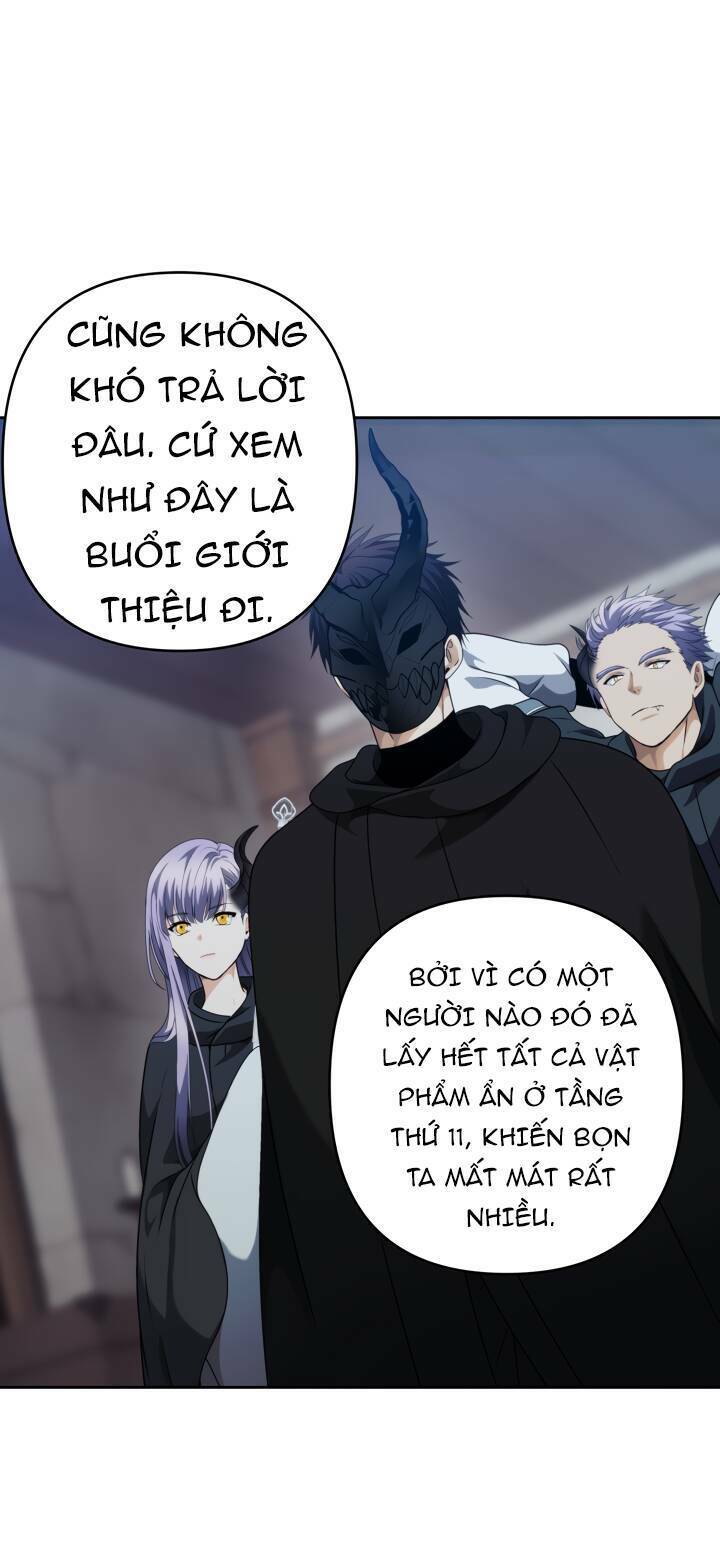 CŨNG KHÔNG
KHÓ TRẢ LỜI
ĐÂU. CỨ XEM
NHƯ ĐÂY LÀ
BUỔI GIỚI
THIỆU ĐI.
BỞI VÌ CÓ MỘT
NGƯỜI NÀO ĐÓ ĐÃ
LẤY HẾT TẤT CẢ VẬT
PHẨM ẨN Ở TẦNG
THỨ 11, KHIẾN BỌN
TA MẤT MÁT RẤT
NHIỀU.